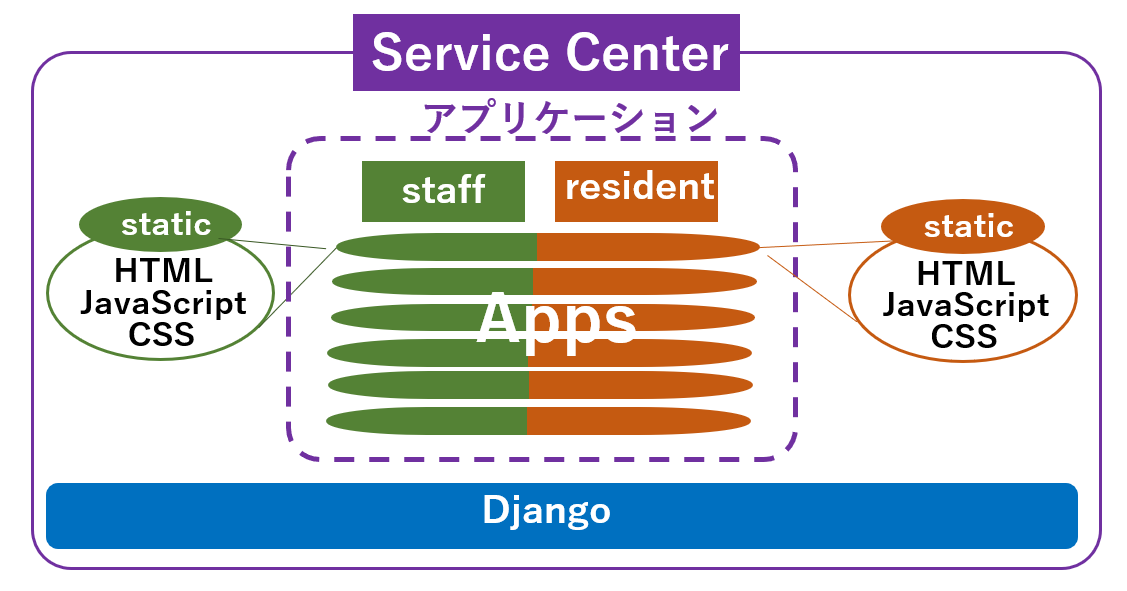 Service Center
アプリケーション
staff
resident
static
HTML
JavaScript
CSS
Apps
static
HTML
JavaScript
CSS
Django